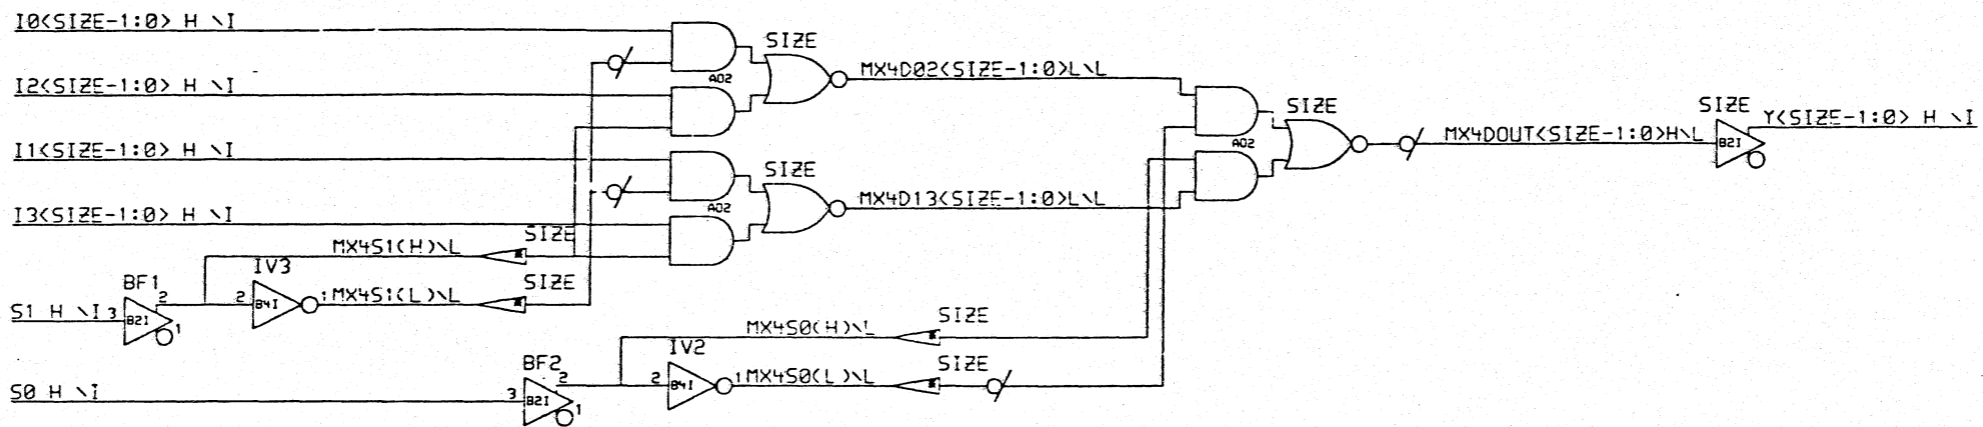 I0<SIZE-1:0> H \I
SIZE
AO2
MX4D02<SIZE-1:0>L\L
I2<SIZE-1:0> H \I
SIZE
AO2
MX4DOUT<SIZE-1:0>H\L
SIZE
B2I
Y<SIZE-1:0> H \I
I1<SIZE-1:0> H \I
SIZE
AO2
MX4D13<SIZE-1:0>L\L
I3<SIZE-1:0> H \I
MX4S1(H)\L
SIZE
BF1
2
IV3
2
B4I
1
MX4S1(L)\L
SIZE
S1 H \I
3
B2I
1
MX4S0(H)\L
SIZE
BF2
2
IV2
2
B4I
1
MX4S0(L)\L
SIZE
S0 H \I
3
B2I
1